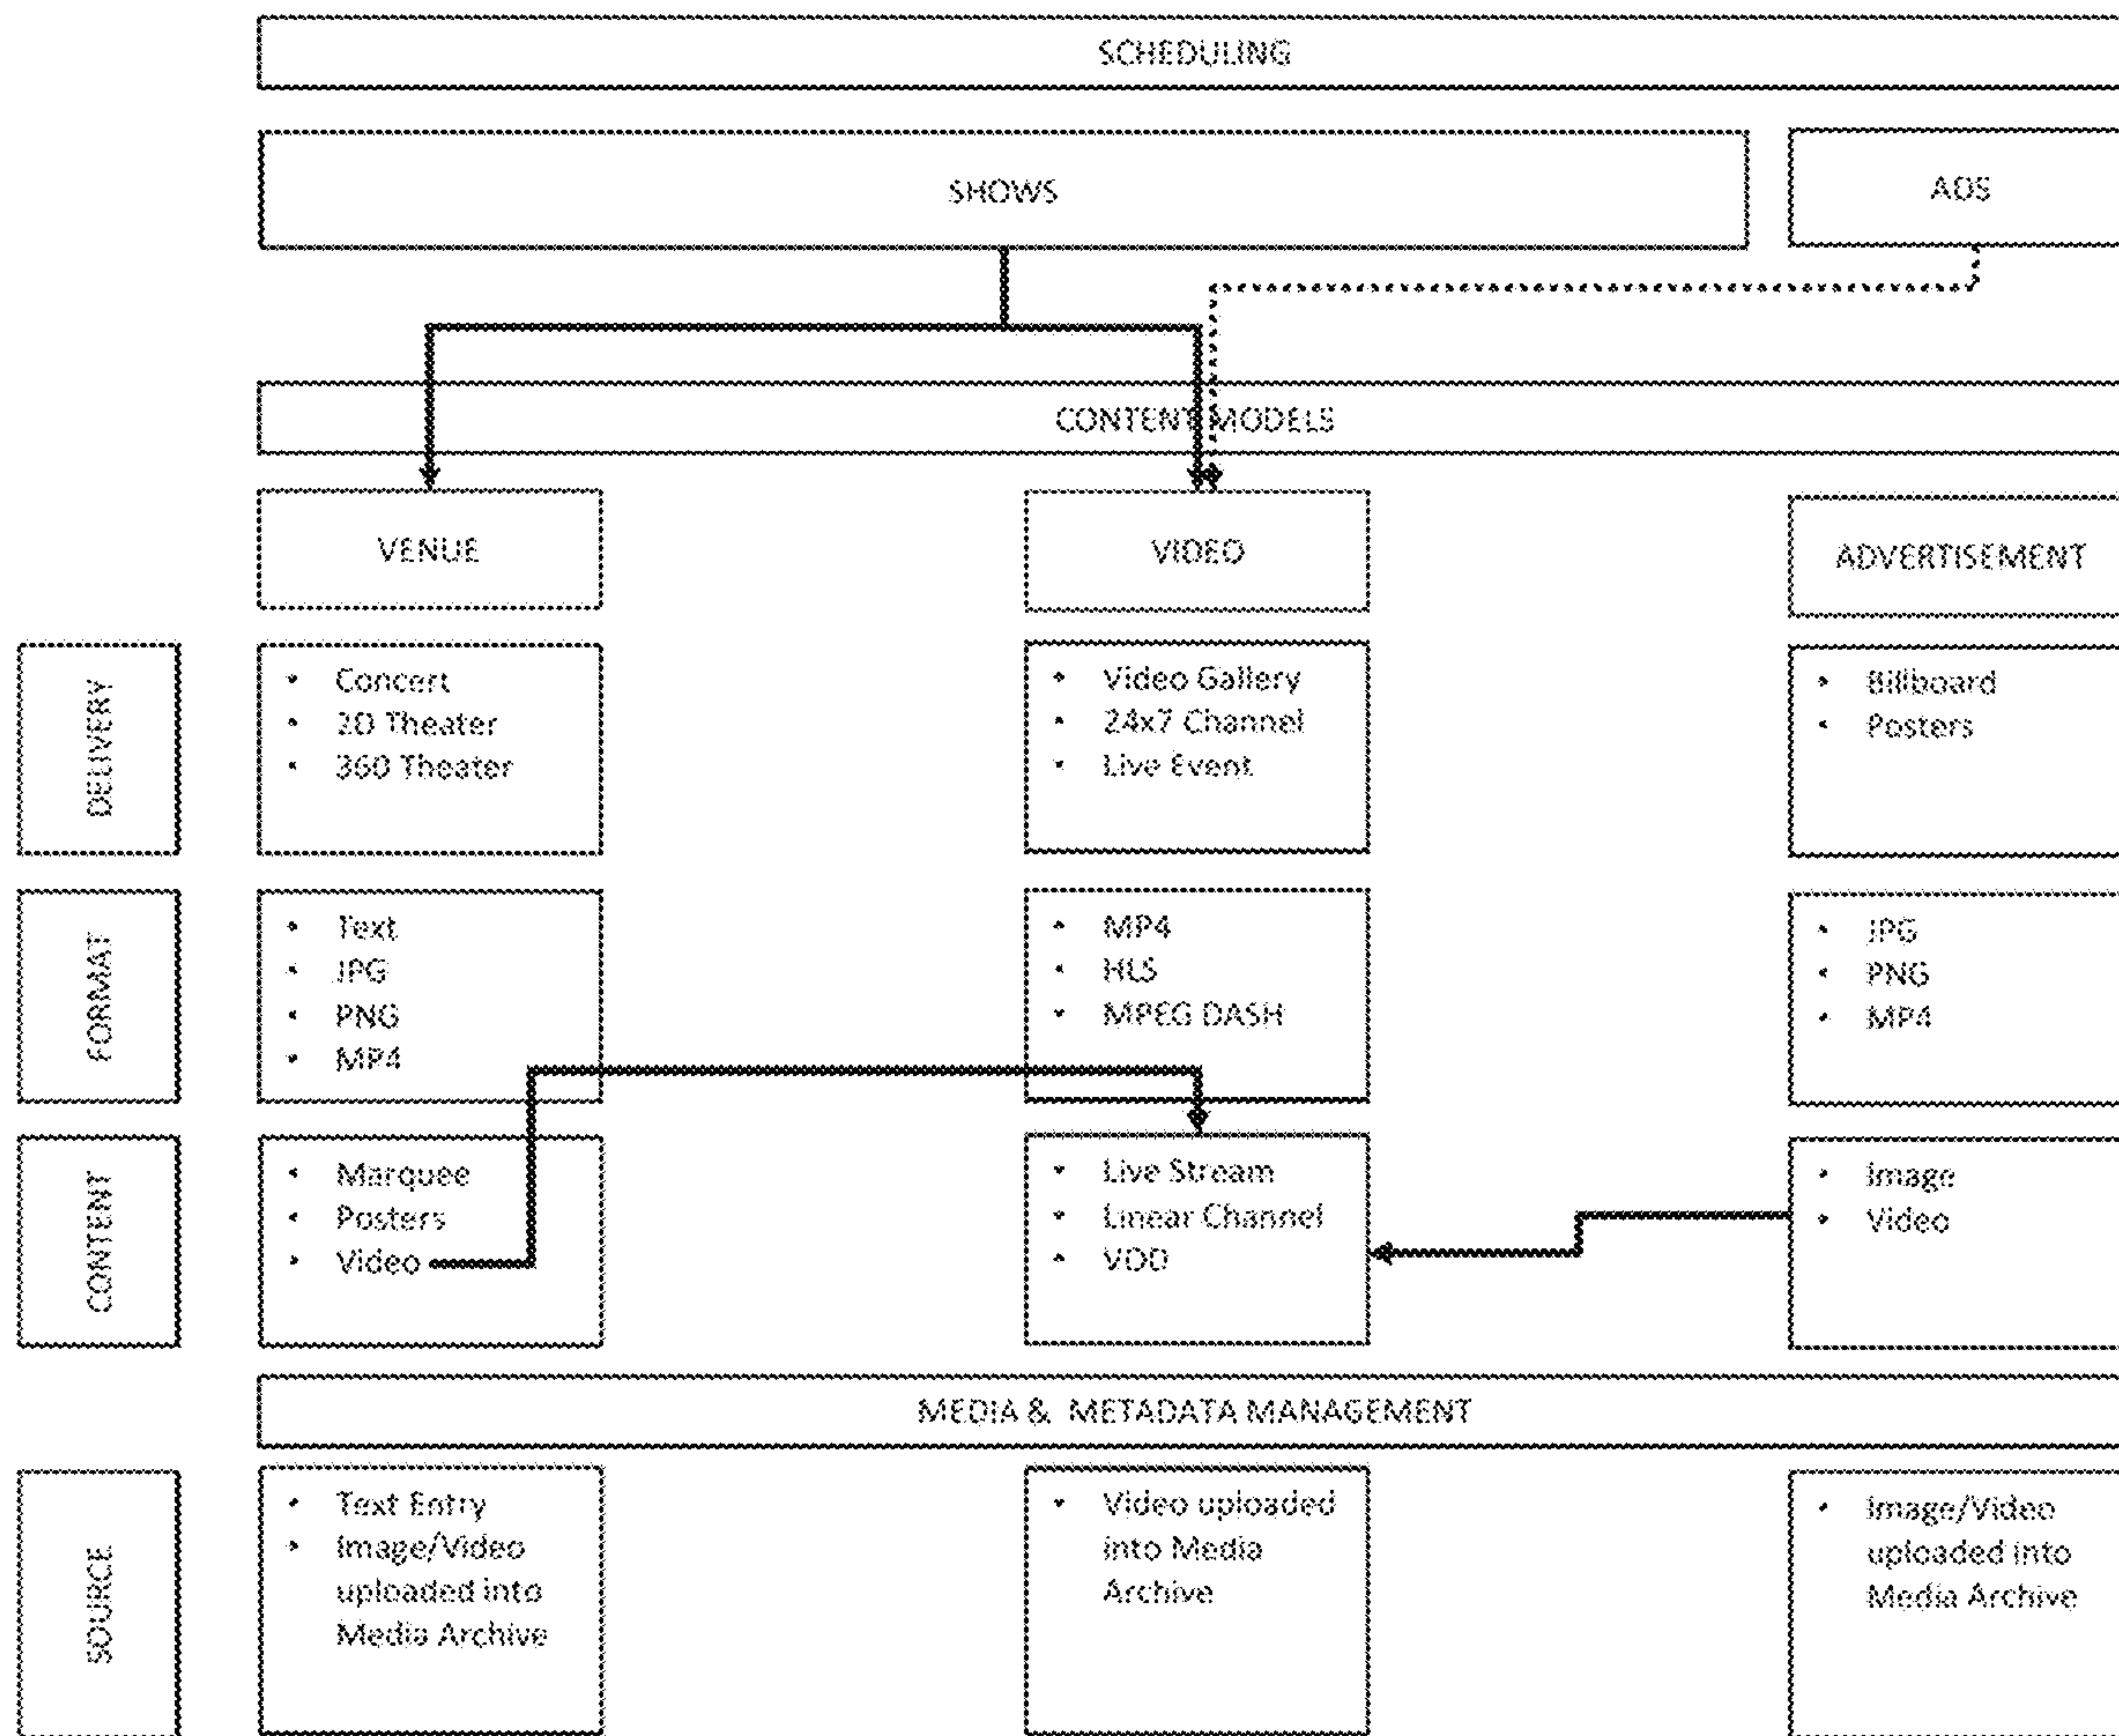 SCHEDULING
SHOWS
ADS
CONTENT MODELS
VENUE
VIDEO
ADVERTISEMENT
DELIVERY
• Concert
• 2D Theater
• 360 Theater
• Video Gallery
• 24x7 Channel
• Live Event
• Billboard
• Posters
FORMAT
• Text
• JPG
• PNG
• MP4
• MP4
• HLS
• MPEG DASH
• JPG
• PNG
• MP4
CONTENT
• Marquee
• Posters
• Video
• Live Stream
• Linear Channel
• VOD
• Image
• Video
MEDIA & METADATA MANAGEMENT
SOURCE
• Text Entry
• Image/Video
uploaded into
Media Archive
• Video uploaded
into Media
Archive
• Image/Video
uploaded into
Media Archive